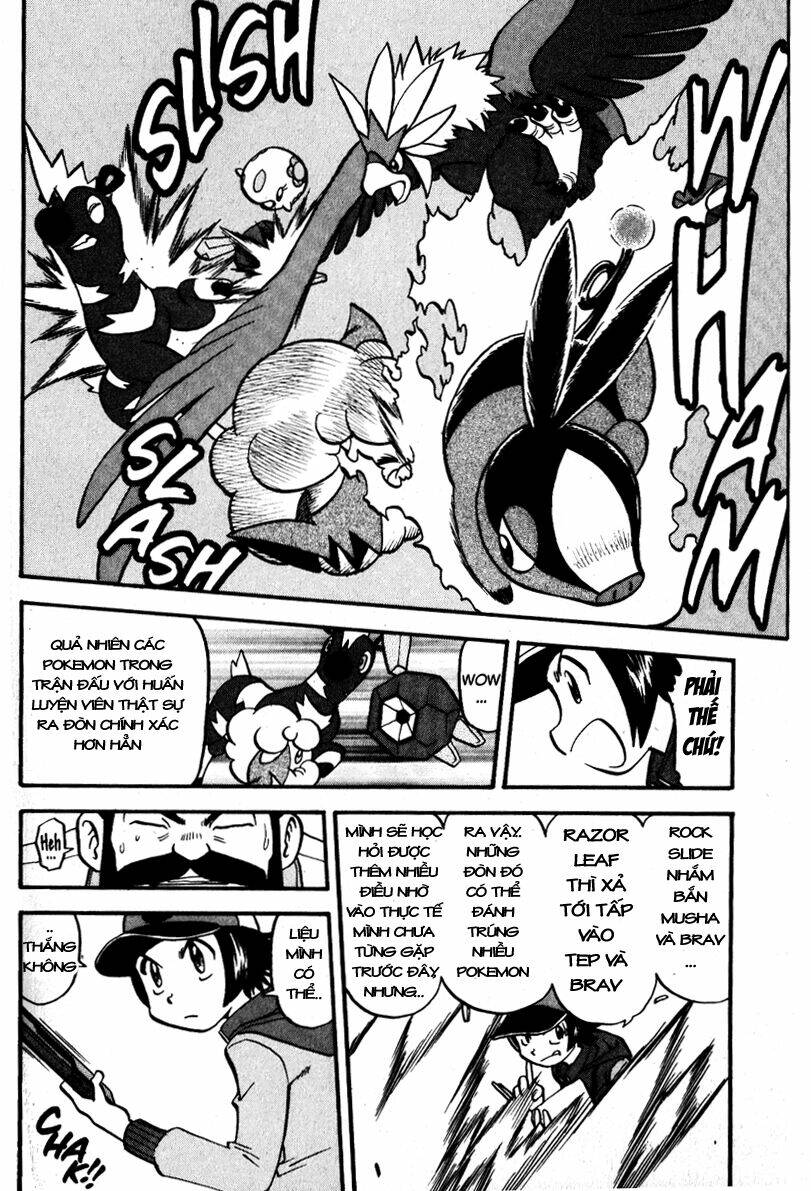 SLISH
WHAM
SLASH
PHẢI
THẾ
CHỨ!
WOW
...
QUẢ NHIÊN CÁC
POKEMON TRONG
TRẬN ĐẤU VỚI HUẤN
LUYỆN VIÊN THẬT SỰ
RA ĐÒN CHÍNH XÁC
HƠN HẲN
ROCK
SLIDE
NHẮM
BẮN
MUSHA
VÀ BRAV
...
RAZOR
LEAF
THÌ XẢ
TỚI TẤP
VÀO
TEP VÀ
BRAV
RA VẬY.
NHỮNG
ĐÒN ĐÓ
CÓ THỂ
ĐÁNH
TRÚNG
NHIỀU
POKEMON
MÌNH SẼ HỌC
HỎI ĐƯỢC
THÊM NHIỀU
ĐIỀU NHỜ
VÀO THỰC TẾ
MÌNH CHƯA
TỪNG GẶP
TRƯỚC ĐÂY,
NHƯNG..
Heh
...
LIỆU
MÌNH
CÓ
THỂ..
..
THẮNG
KHÔNG
CHAK!!